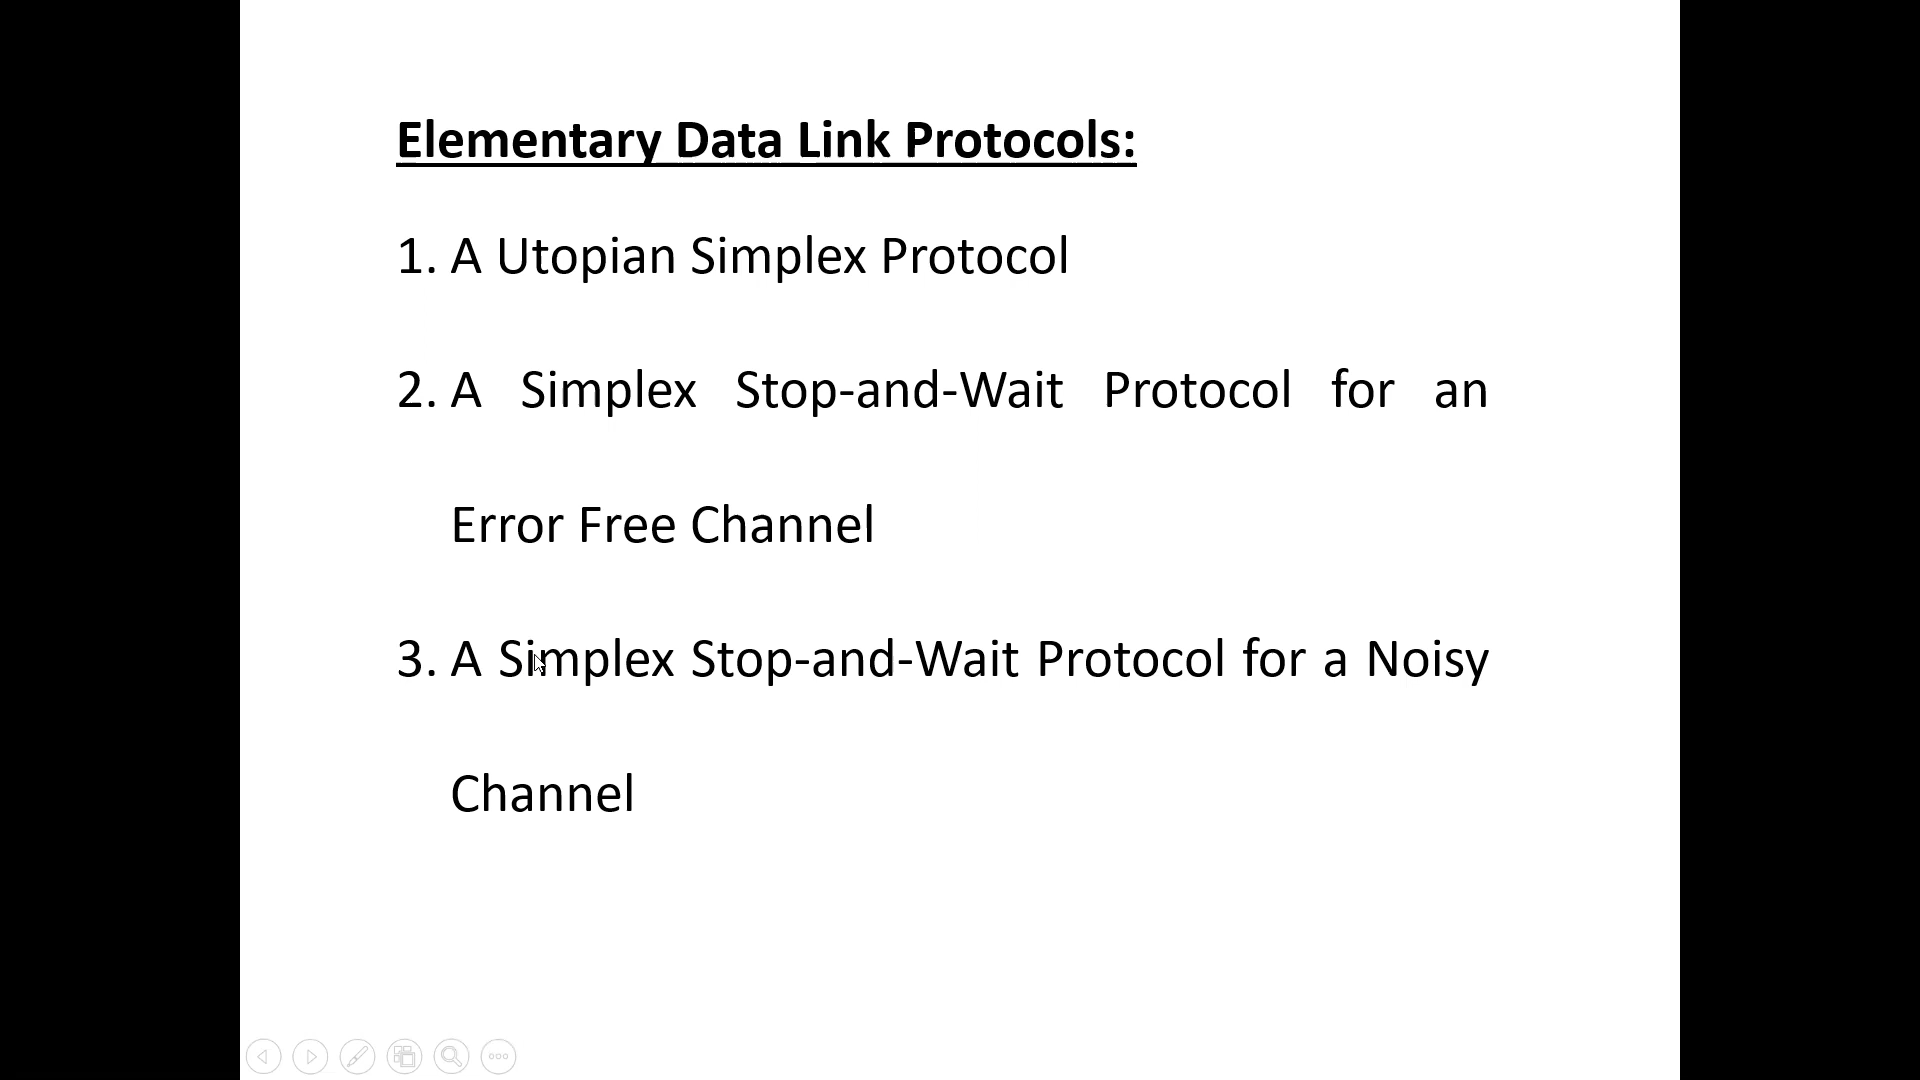 Elementary Data Link Protocols:
1. A Utopian Simplex Protocol
2. A Simplex Stop-and-Wait Protocol for an
Error Free Channel
3. A Simplex Stop-and-Wait Protocol for a Noisy
Channel